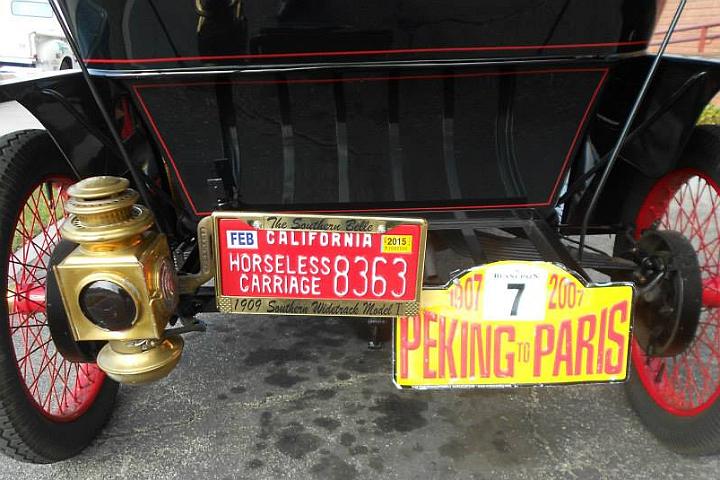 The Southern Belle
FEB CALIFORNIA 2015
HORSELESS
CARRIAGE 8363
1909 Southern Widetrack Model T
BLANCPAIN
1907 7 2007
PEKING TO PARIS